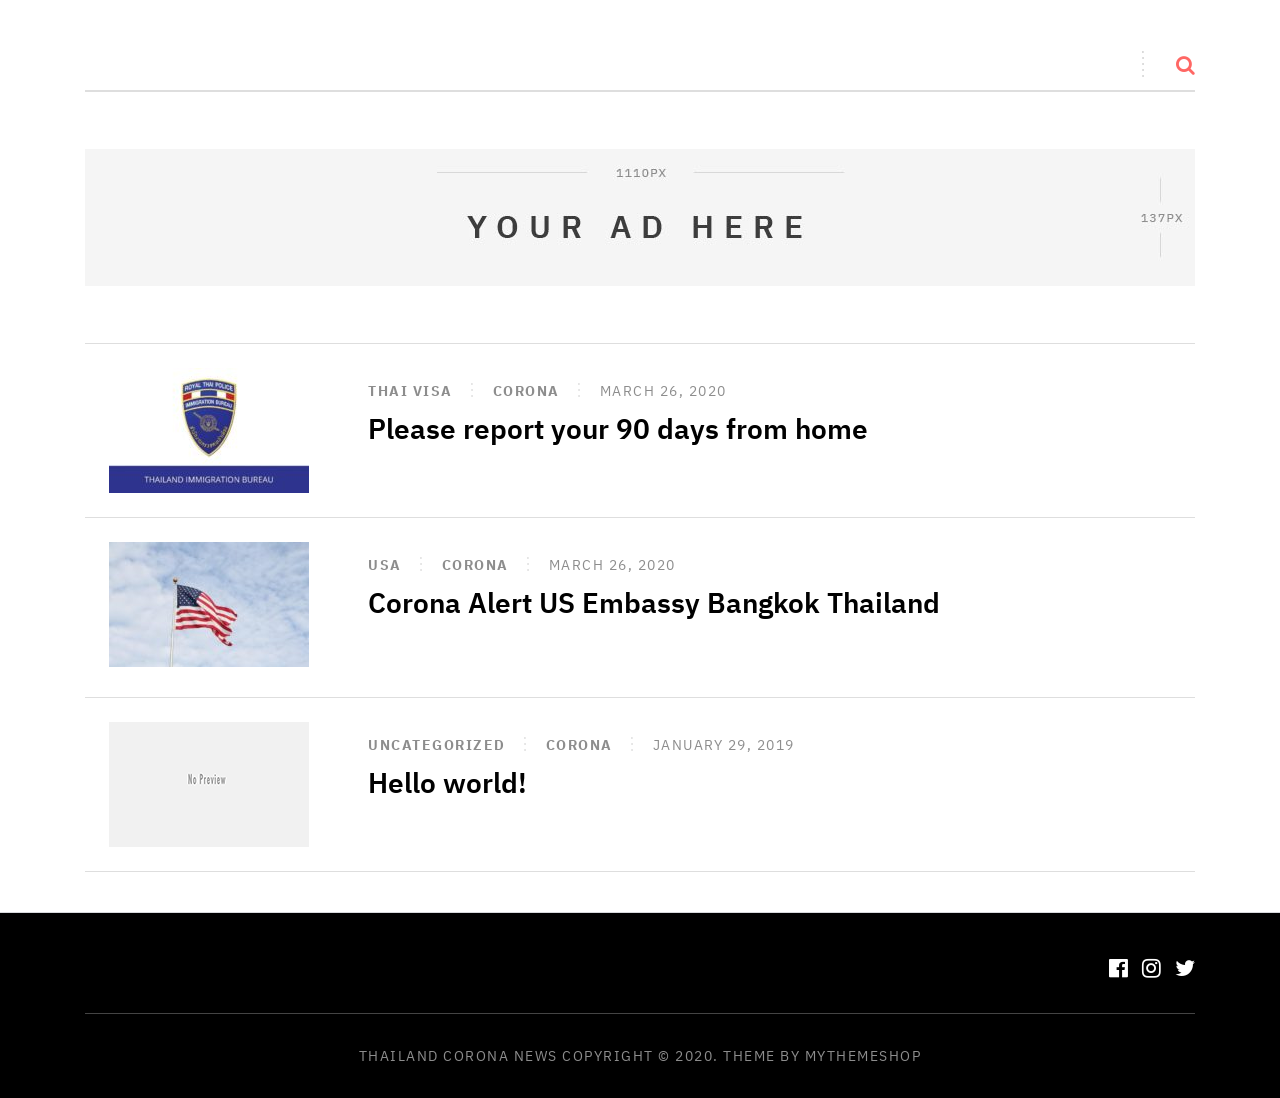 1110PX
YOUR AD HERE
137PX
ROYAL THAI POLICE
IMMIGRATION BUREAU
THAILAND IMMIGRATION BUREAU
THAI VISA CORONA MARCH 26, 2020
Please report your 90 days from home
USA CORONA MARCH 26, 2020
Corona Alert US Embassy Bangkok Thailand
No Preview
UNCATEGORIZED CORONA JANUARY 29, 2019
Hello world!
THAILAND CORONA NEWS COPYRIGHT © 2020. THEME BY MYTHEMESHOP